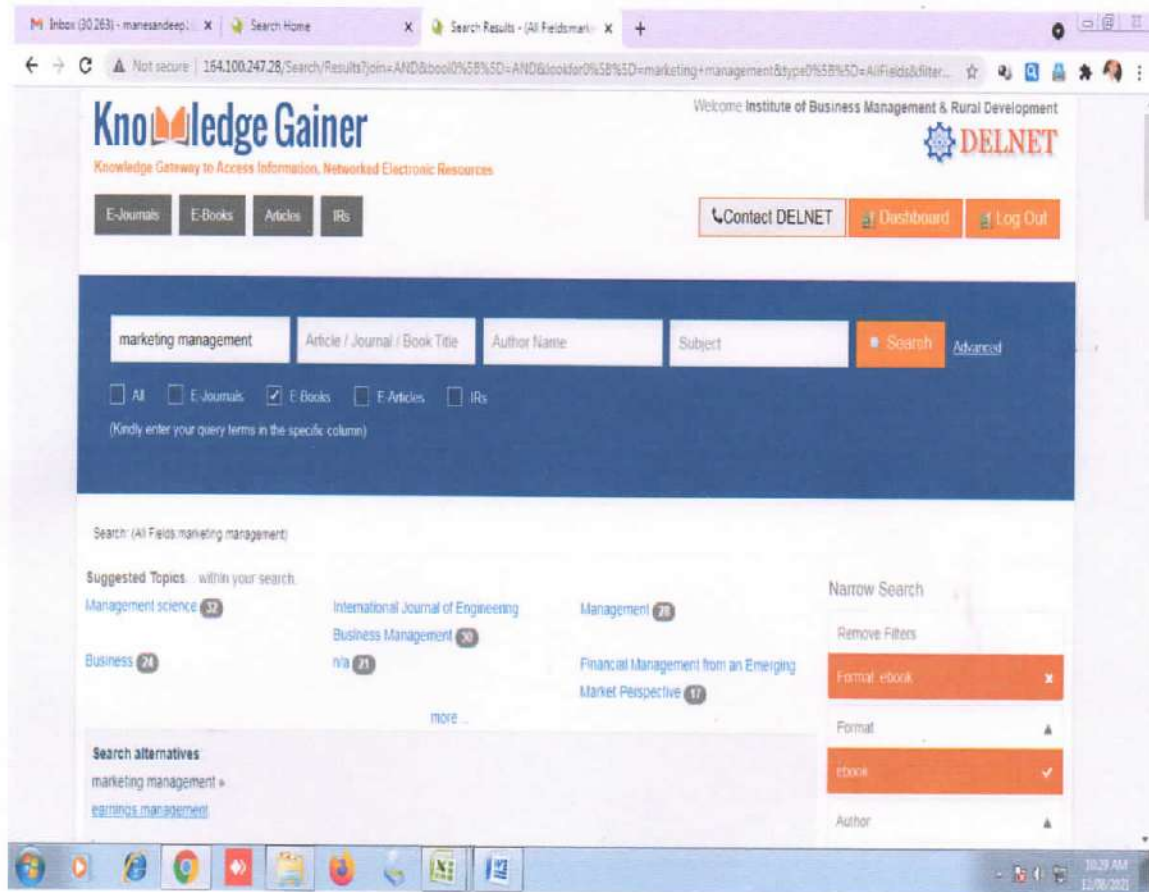 Inbox (30,263) - manesandeep
Search Home
Search Results - (All Fields:mark
Not secure | 164.100.247.28/Search/Results?join=AND&bool0%5B%5D=AND&lookfor0%5B%5D=marketing+management&type0%5B%5D=AllFields&filter...
Knowledge Gainer
Knowledge Gateway to Access Information, Networked Electronic Resources
Welcome Institute of Business Management & Rural Development
DELNET
E-Journals E-Books Articles IRs
Contact DELNET Dashboard Log Out
marketing management Article / Journal / Book Title Author Name Subject Search Advanced
All E-Journals E-Books E-Articles IRs
(Kindly enter your query terms in the specific column)
Search: (All Fields:marketing management)
Suggested Topics... within your search.
Management science 32
International Journal of Engineering
Business Management 30
Management 28
Business 24
n/a 21
Financial Management from an Emerging
Market Perspective 17
more ...
Search alternatives
marketing management »
earnings management
Narrow Search
Remove Filters
Format: ebook
Format
ebook
Author
10:29 AM